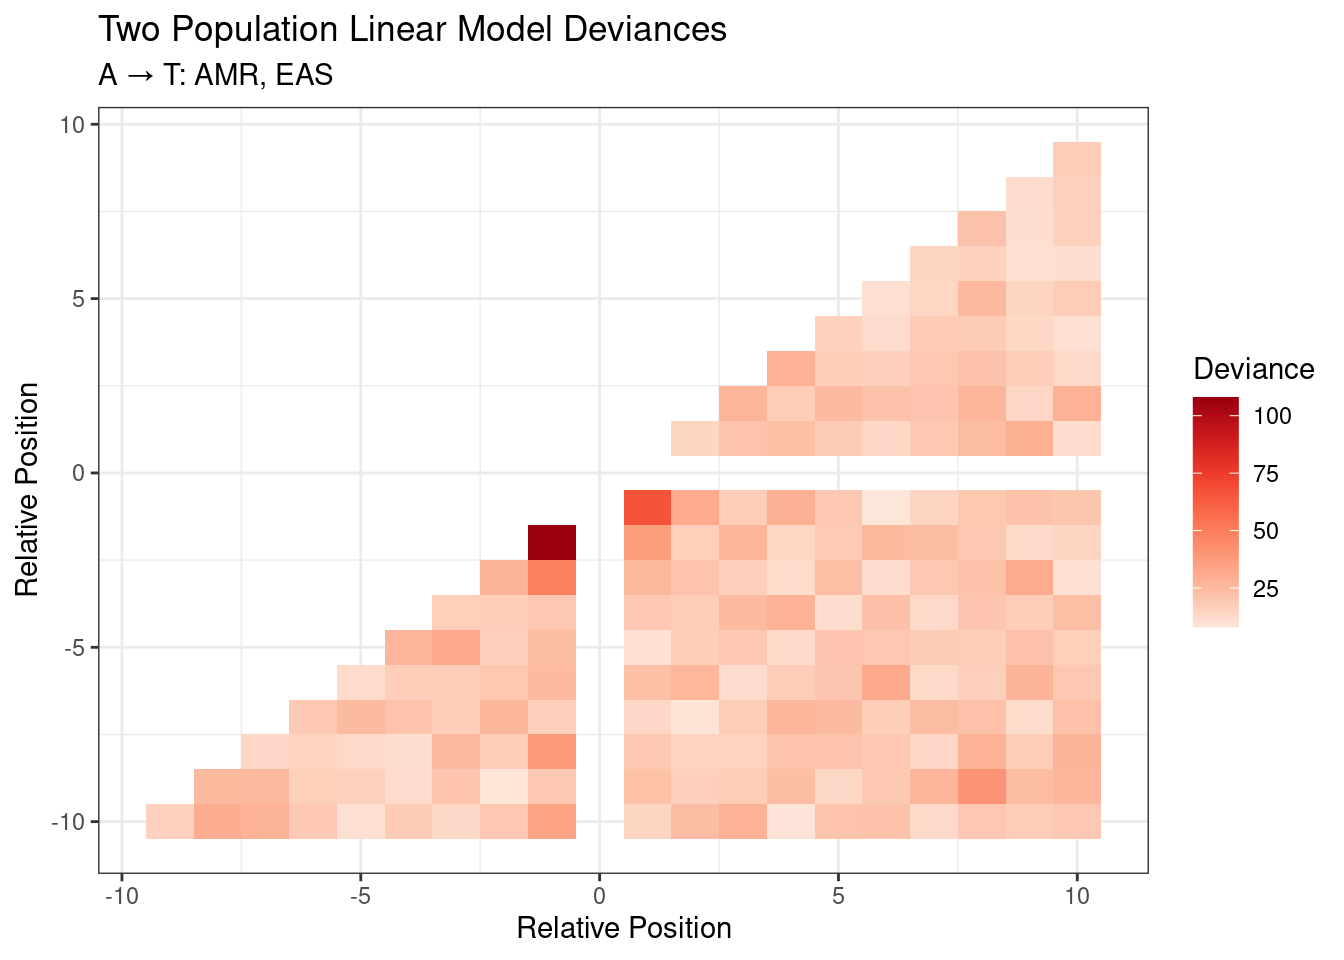 Two Population Linear Model Deviances
A → T: AMR, EAS
10
5
0
-5
-10
Relative Position
-10
-5
0
5
10
Relative Position
Deviance
100
75
50
25